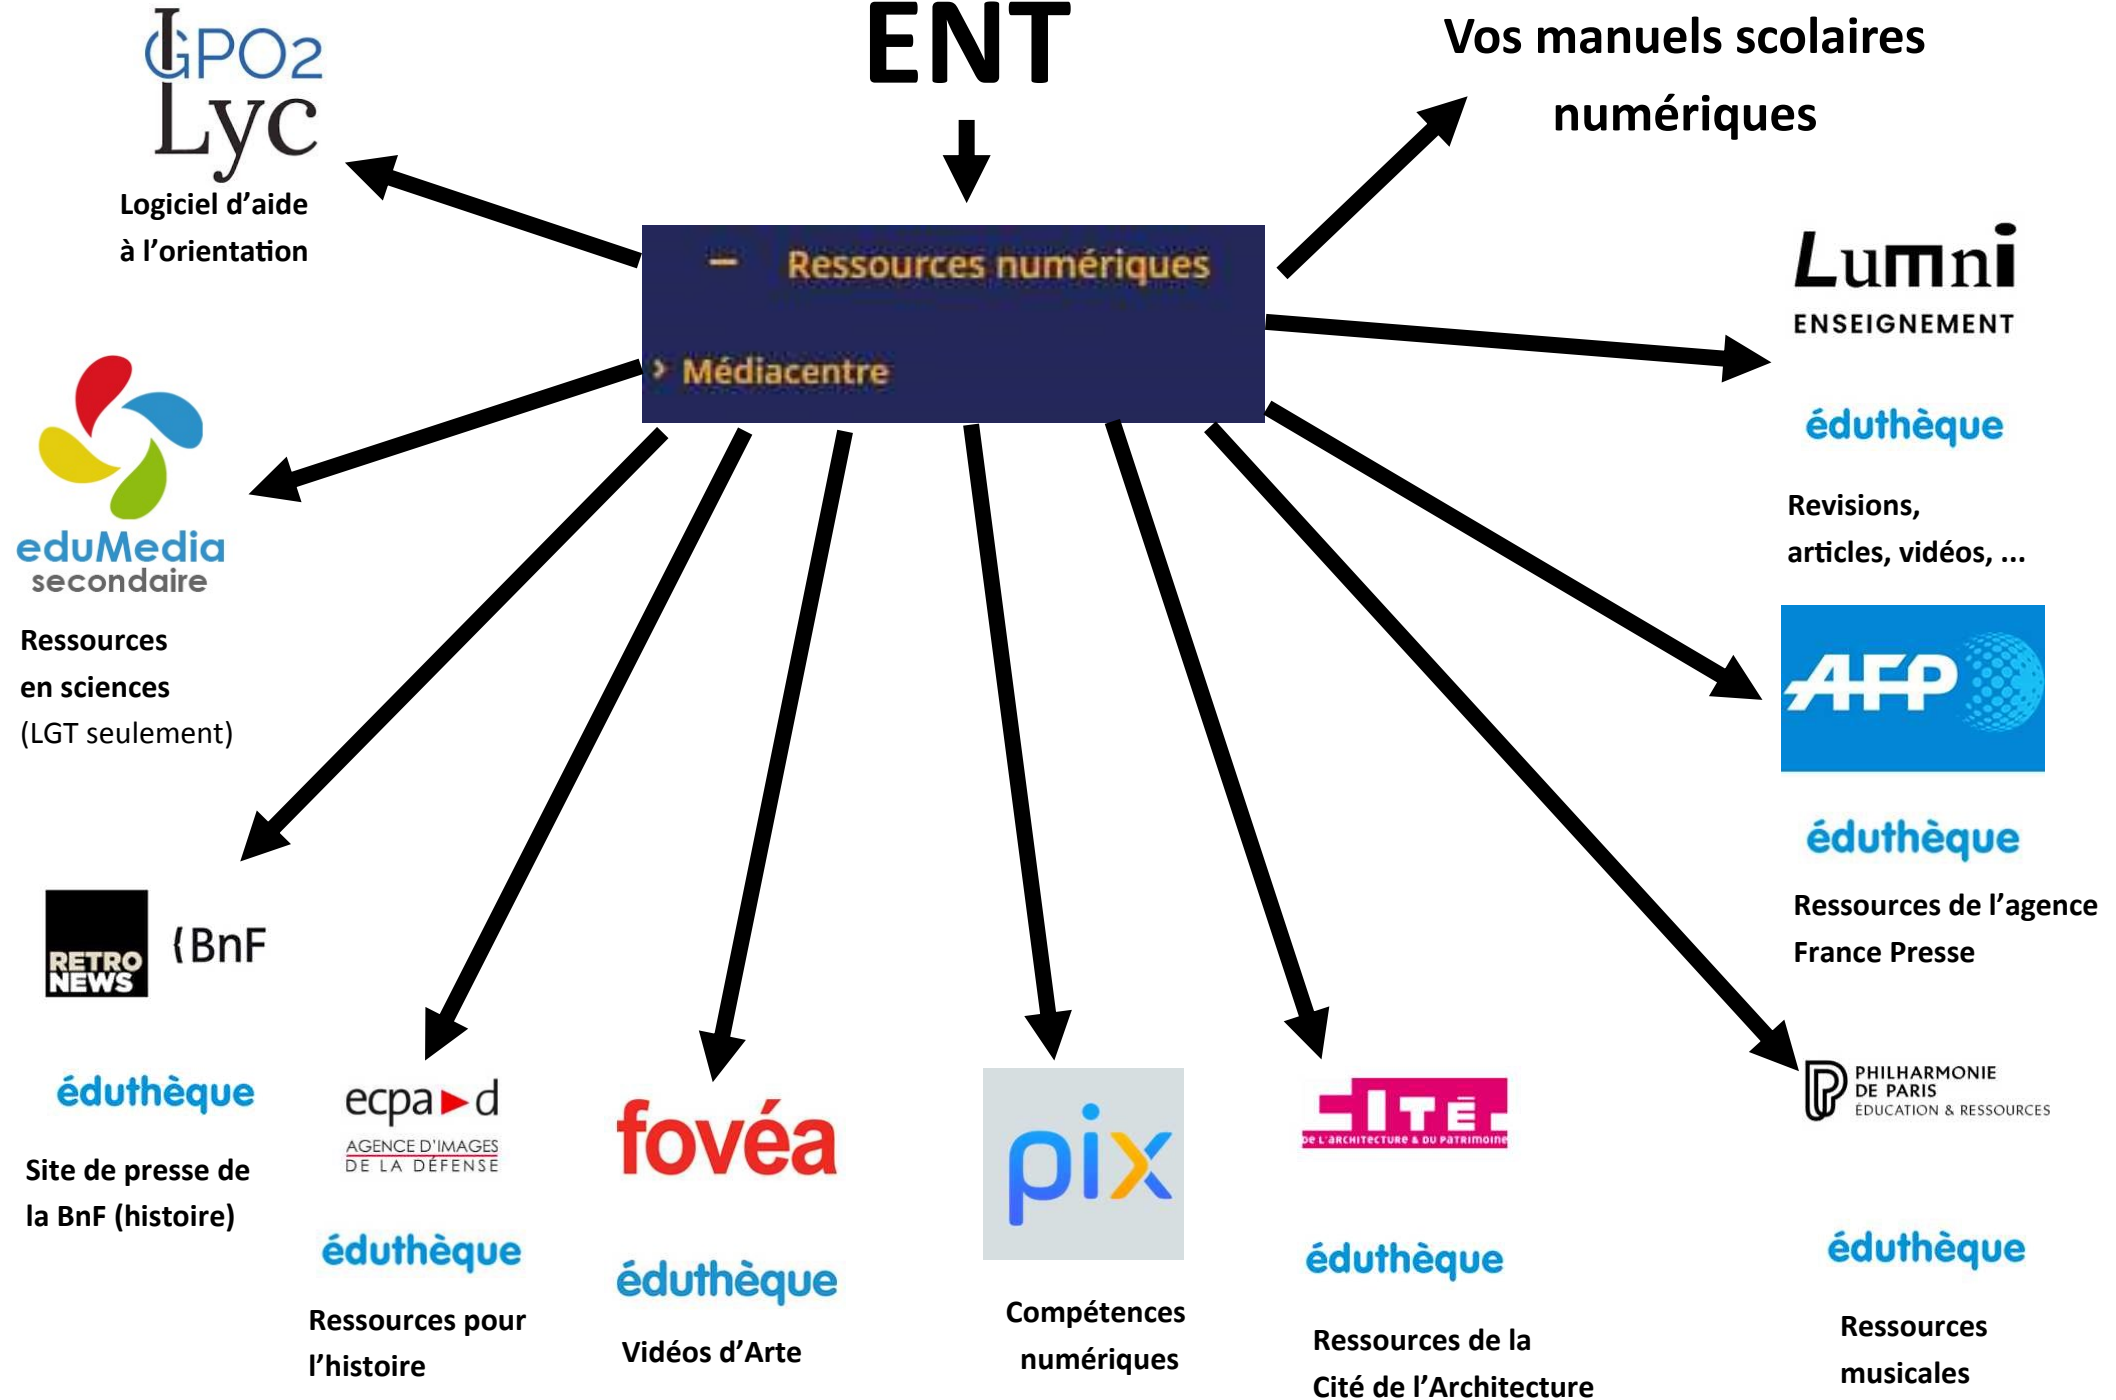 GPO2
Lyc
Logiciel d’aide
à l’orientation
ENT
Vos manuels scolaires
numériques
– Ressources numériques
› Médiacentre
Lumni
ENSEIGNEMENT
éduthèque
Revisions,
articles, vidéos, ...
eduMedia
secondaire
Ressources
en sciences
(LGT seulement)
AFP
éduthèque
Ressources de l’agence
France Presse
RETRO
NEWS
{BnF
éduthèque
Site de presse de
la BnF (histoire)
ecpad
AGENCE D'IMAGES
DE LA DÉFENSE
éduthèque
Ressources pour
l’histoire
fovéa
éduthèque
Vidéos d’Arte
pix
Compétences
numériques
CITÉ
DE L'ARCHITECTURE & DU PATRIMOINE
éduthèque
Ressources de la
Cité de l’Architecture
PHILHARMONIE
DE PARIS
ÉDUCATION & RESSOURCES
éduthèque
Ressources
musicales